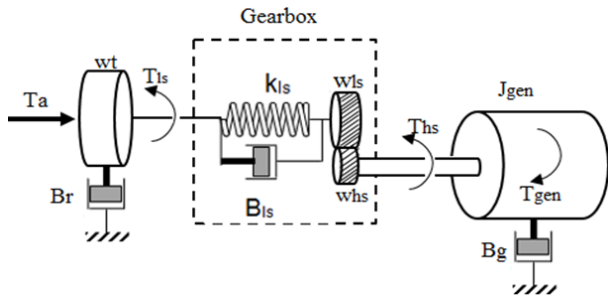 Gearbox
Ta
wt
Tls
kls
wls
Jgen
Ths
Tgen
Br
Bls
whs
Bg